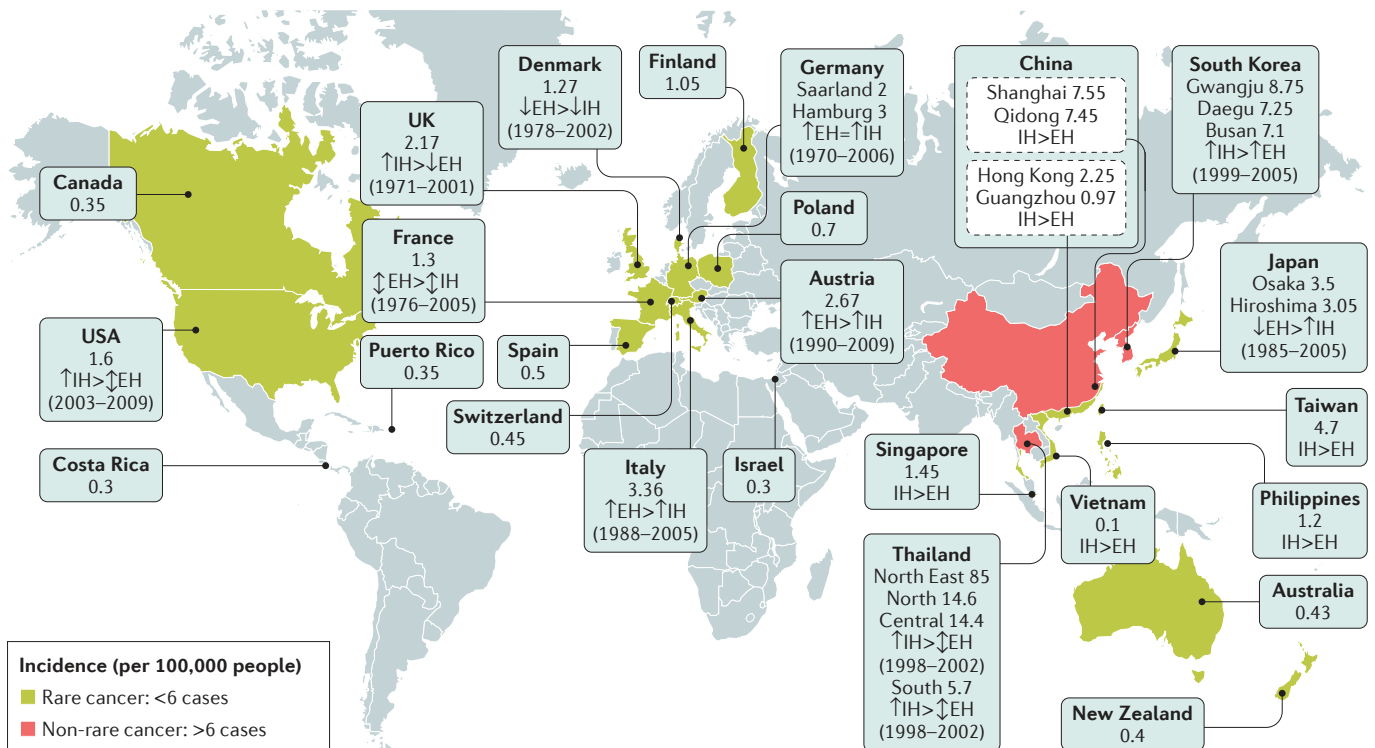 Denmark
1.27
↓EH>↓IH
(1978–2002)
Finland
1.05
Germany
Saarland 2
Hamburg 3
↑EH=↑IH
(1970–2006)
China
Shanghai 7.55
Qidong 7.45
IH>EH
Hong Kong 2.25
Guangzhou 0.97
IH>EH
South Korea
Gwangju 8.75
Daegu 7.25
Busan 7.1
↑IH>↑EH
(1999–2005)
UK
2.17
↑IH>↓EH
(1971–2001)
Canada
0.35
France
1.3
↕EH>↕IH
(1976–2005)
Poland
0.7
Austria
2.67
↑EH>↑IH
(1990–2009)
Japan
Osaka 3.5
Hiroshima 3.05
↓EH>↑IH
(1985–2005)
USA
1.6
↑IH>↕EH
(2003–2009)
Puerto Rico
0.35
Spain
0.5
Switzerland
0.45
Taiwan
4.7
IH>EH
Costa Rica
0.3
Italy
3.36
↑EH>↑IH
(1988–2005)
Israel
0.3
Singapore
1.45
IH>EH
Vietnam
0.1
IH>EH
Philippines
1.2
IH>EH
Thailand
North East 85
North 14.6
Central 14.4
↑IH>↕EH
(1998–2002)
South 5.7
↑IH>↕EH
(1998–2002)
Australia
0.43
New Zealand
0.4
Incidence (per 100,000 people)
Rare cancer: <6 cases
Non-rare cancer: >6 cases